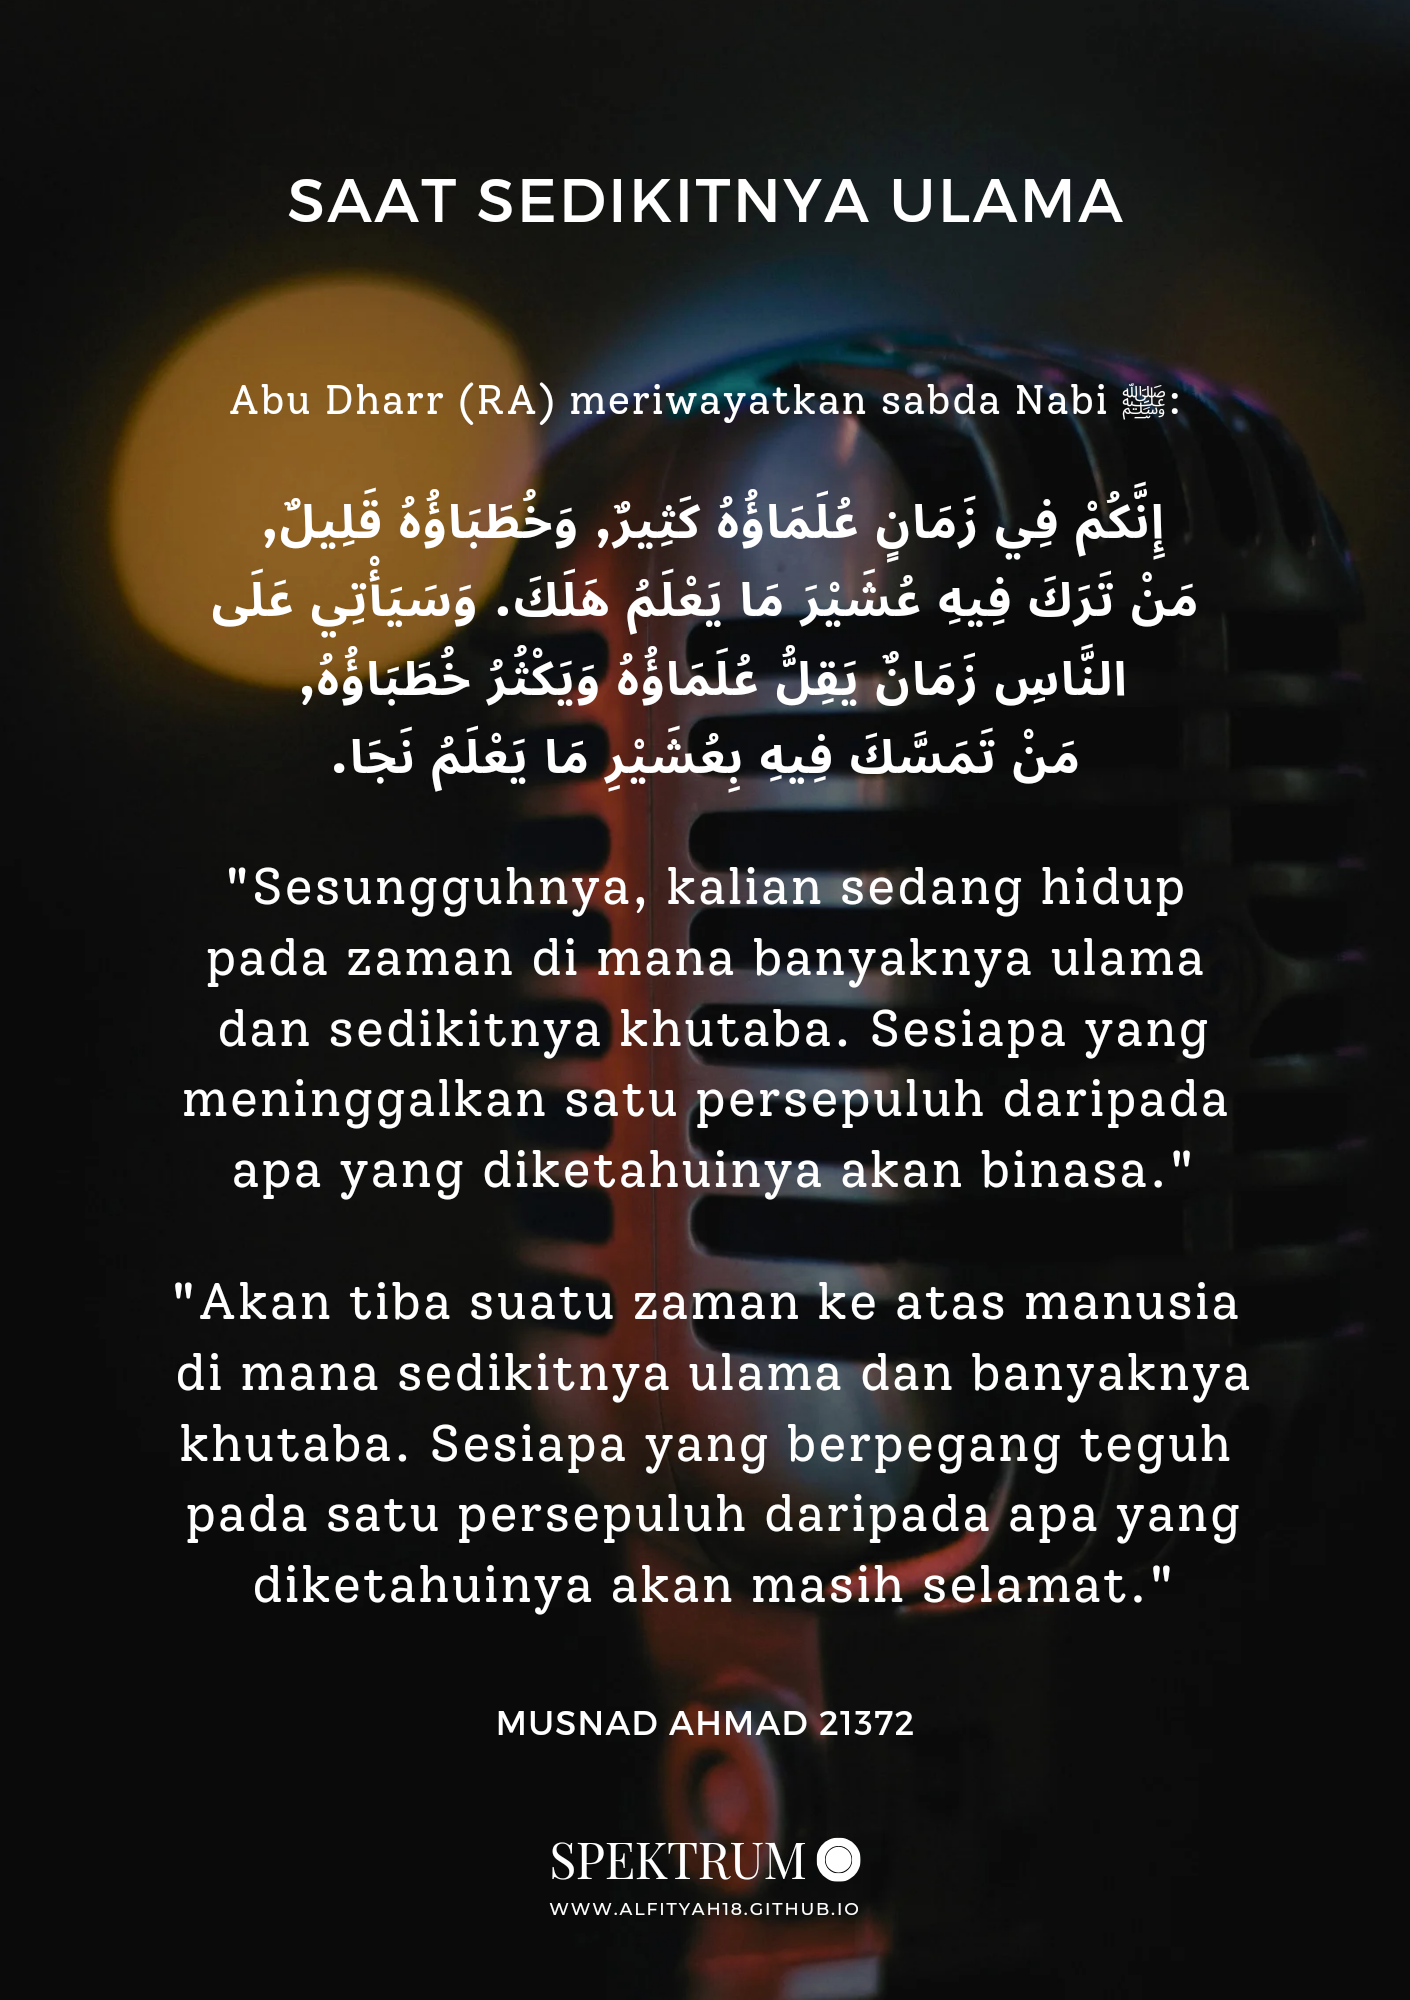 SAAT SEDIKITNYA ULAMA
Abu Dharr (RA) meriwayatkan sabda Nabi ﷺ:
إِنَّكُمْ فِي زَمَانٍ عُلَمَاؤُهُ كَثِيرٌ, وَخُطَبَاؤُهُ قَلِيلٌ,
مَنْ تَرَكَ فِيهِ عُشَيْرَ مَا يَعْلَمُ هَلَكَ. وَسَيَأْتِي عَلَى
النَّاسِ زَمَانٌ يَقِلُّ عُلَمَاؤُهُ وَيَكْثُرُ خُطَبَاؤُهُ,
مَنْ تَمَسَّكَ فِيهِ بِعُشَيْرِ مَا يَعْلَمُ نَجَا.
"Sesungguhnya, kalian sedang hidup
pada zaman di mana banyaknya ulama
dan sedikitnya khutaba. Sesiapa yang
meninggalkan satu persepuluh daripada
apa yang diketahuinya akan binasa."
"Akan tiba suatu zaman ke atas manusia
di mana sedikitnya ulama dan banyaknya
khutaba. Sesiapa yang berpegang teguh
pada satu persepuluh daripada apa yang
diketahuinya akan masih selamat."
MUSNAD AHMAD 21372
SPEKTRUM
WWW.ALFITYAH18.GITHUB.IO